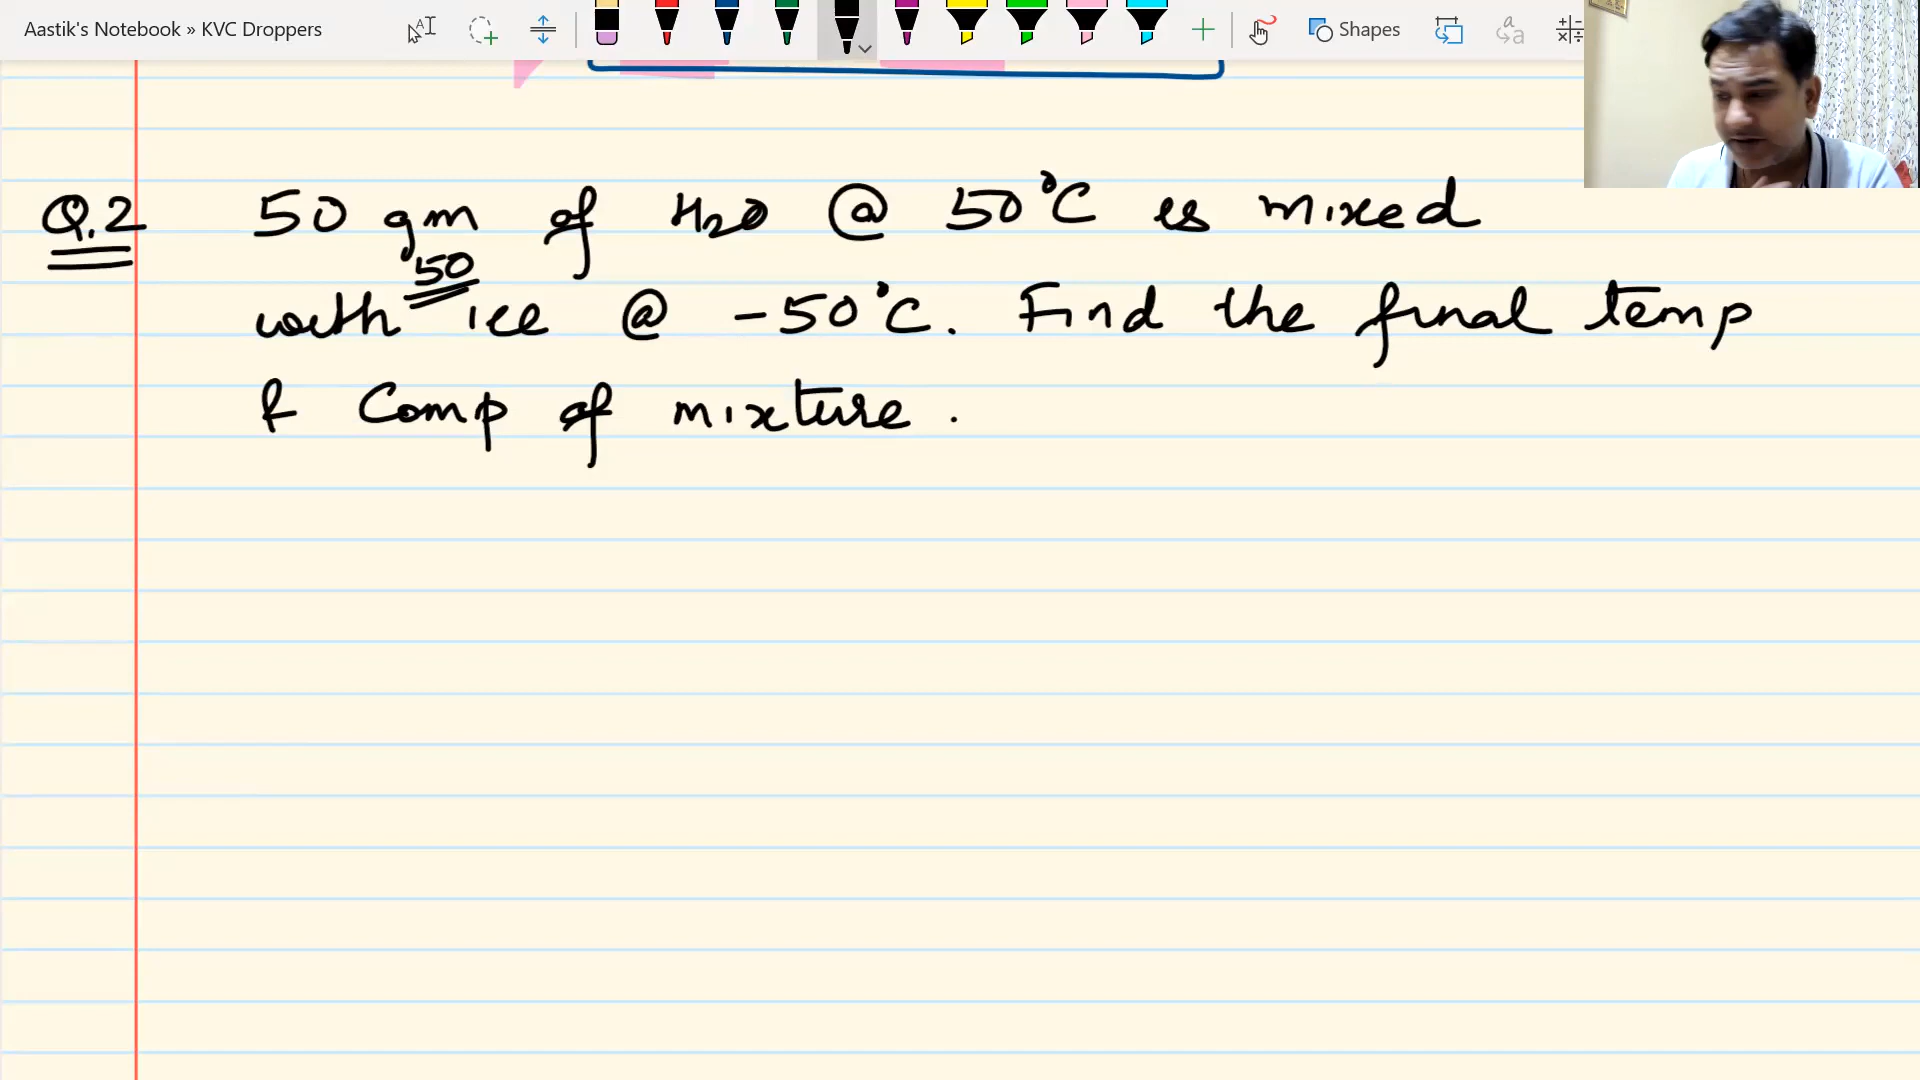 Aastik's Notebook » KVC Droppers
Shapes
Q.2 50 gm of H₂O @ 50°C is mixed
50
with ice @ -50°C. Find the final temp
& Comp of mixture.